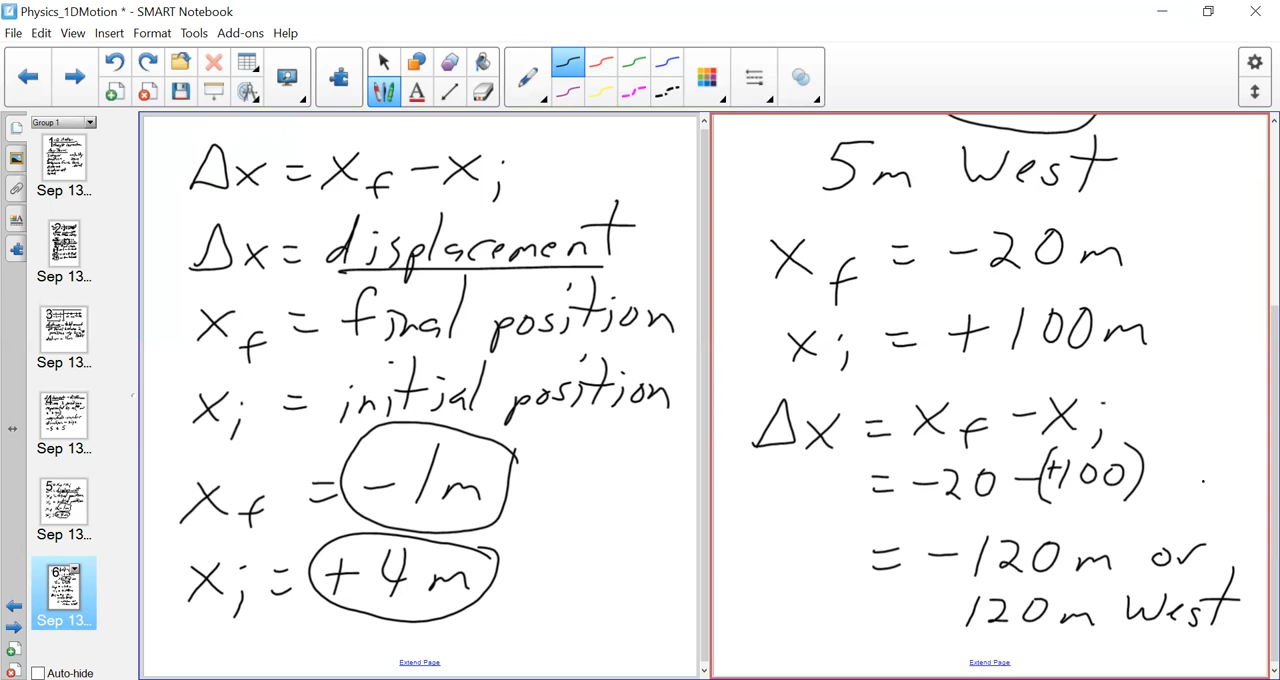 Physics_1DMotion * - SMART Notebook
File Edit View Insert Format Tools Add-ons Help
Group 1
Sep 13...
Sep 13...
Sep 13...
Sep 13...
Sep 13...
Sep 13...
Auto-hide
Δx = xf - xi
Δx = displacement
xf = final position
xi = initial position
xf = -1m
xi = +4m
Extend Page
5m West
xf = -20m
xi = +100m
Δx = xf - xi
= -20 -(+100)
= -120m or
120m West
Extend Page